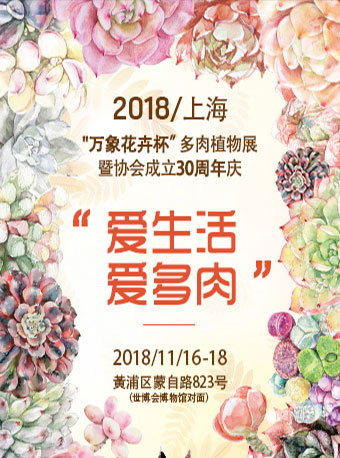 2018/上海
"万象花卉杯"多肉植物展
暨协会成立30周年庆
“爱生活
爱多肉”
2018/11/16-18
黄浦区蒙自路823号
(世博会博物馆对面)